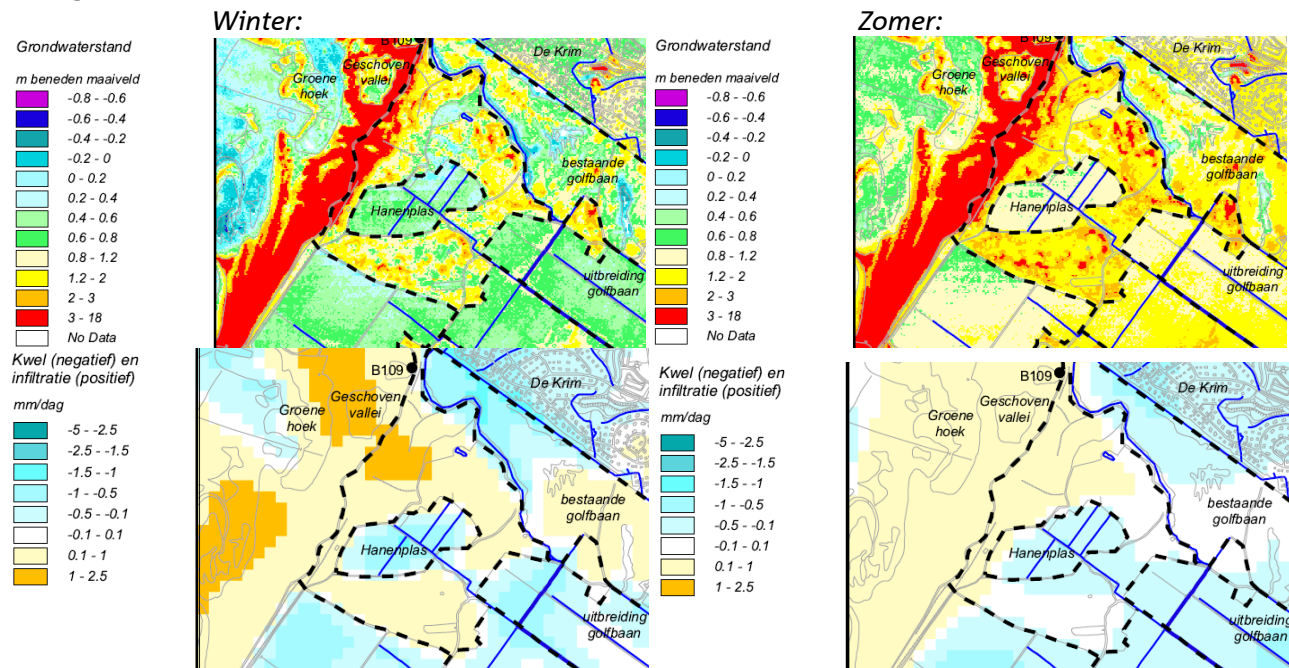 Winter:
Zomer:
Grondwaterstand
m beneden maaiveld
-0.8 - -0.6
-0.6 - -0.4
-0.4 - -0.2
-0.2 - 0
0 - 0.2
0.2 - 0.4
0.4 - 0.6
0.6 - 0.8
0.8 - 1.2
1.2 - 2
2 - 3
3 - 18
No Data
B109
De Krim
Geschoven
vallei
Groene
hoek
bestaande
golfbaan
Hanenplas
uitbreiding
golfbaan
Grondwaterstand
m beneden maaiveld
-0.8 - -0.6
-0.6 - -0.4
-0.4 - -0.2
-0.2 - 0
0 - 0.2
0.2 - 0.4
0.4 - 0.6
0.6 - 0.8
0.8 - 1.2
1.2 - 2
2 - 3
3 - 18
No Data
B109
De Krim
Geschoven
vallei
Groene
hoek
bestaande
golfbaan
Hanenplas
uitbreiding
golfbaan
Kwel (negatief) en
infiltratie (positief)
mm/dag
-5 - -2.5
-2.5 - -1.5
-1.5 - -1
-1 - -0.5
-0.5 - -0.1
-0.1 - 0.1
0.1 - 1
1 - 2.5
B109
De Krim
Geschoven
vallei
Groene
hoek
bestaande
golfbaan
Hanenplas
uitbreiding
golfbaan
Kwel (negatief) en
infiltratie (positief)
mm/dag
-5 - -2.5
-2.5 - -1.5
-1.5 - -1
-1 - -0.5
-0.5 - -0.1
-0.1 - 0.1
0.1 - 1
1 - 2.5
B109
De Krim
Geschoven
vallei
Groene
hoek
bestaande
golfbaan
Hanenplas
uitbreiding
golfbaan